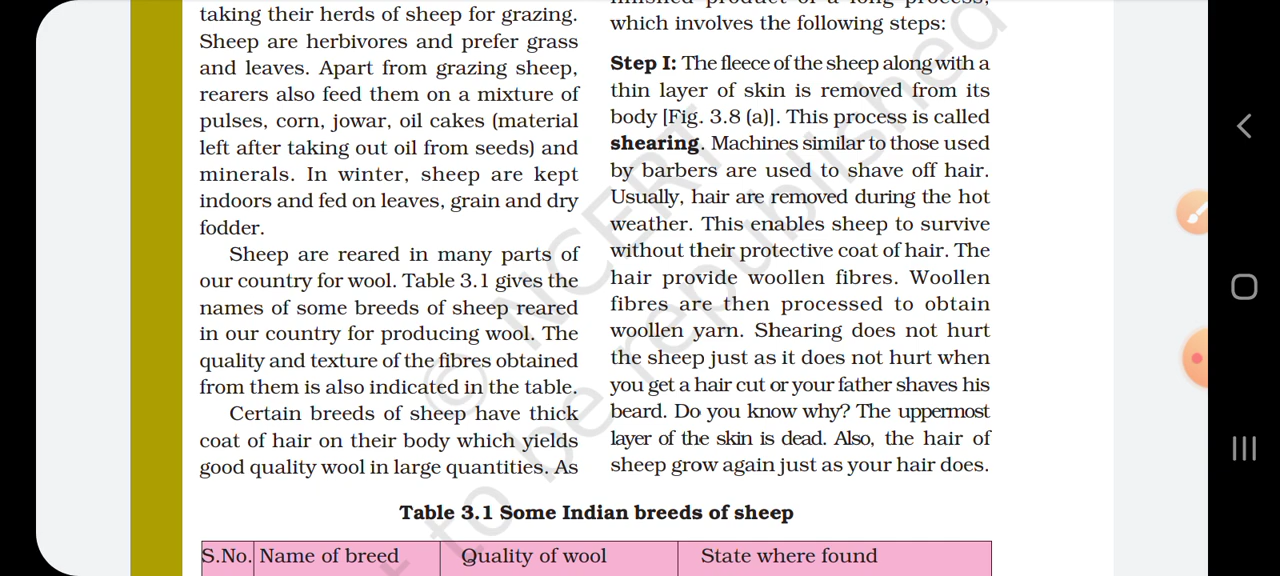 taking their herds of sheep for grazing.
Sheep are herbivores and prefer grass
and leaves. Apart from grazing sheep,
rearers also feed them on a mixture of
pulses, corn, jowar, oil cakes (material
left after taking out oil from seeds) and
minerals. In winter, sheep are kept
indoors and fed on leaves, grain and dry
fodder.
Sheep are reared in many parts of
our country for wool. Table 3.1 gives the
names of some breeds of sheep reared
in our country for producing wool. The
quality and texture of the fibres obtained
from them is also indicated in the table.
Certain breeds of sheep have thick
coat of hair on their body which yields
good quality wool in large quantities. As
finished product of a long process,
which involves the following steps:
Step I: The fleece of the sheep along with a
thin layer of skin is removed from its
body [Fig. 3.8 (a)]. This process is called
shearing. Machines similar to those used
by barbers are used to shave off hair.
Usually, hair are removed during the hot
weather. This enables sheep to survive
without their protective coat of hair. The
hair provide woollen fibres. Woollen
fibres are then processed to obtain
woollen yarn. Shearing does not hurt
the sheep just as it does not hurt when
you get a hair cut or your father shaves his
beard. Do you know why? The uppermost
layer of the skin is dead. Also, the hair of
sheep grow again just as your hair does.
Table 3.1 Some Indian breeds of sheep
S.No. Name of breed Quality of wool State where found
© NCERT
not to be republished